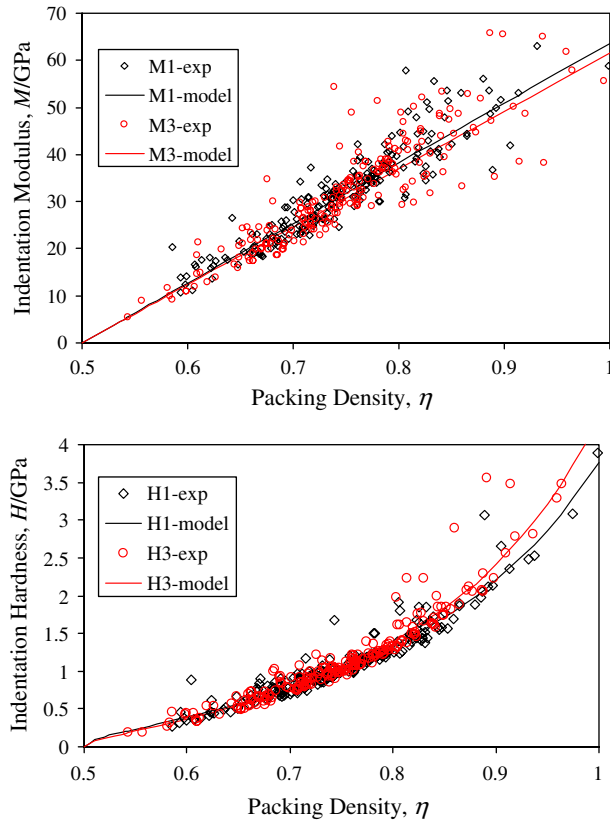 70
60
50
40
30
20
10
0
Indentation Modulus, M/GPa
M1-exp
M1-model
M3-exp
M3-model
0.5 0.6 0.7 0.8 0.9 1
Packing Density, η
4
3.5
3
2.5
2
1.5
1
0.5
0
Indentation Hardness, H/GPa
H1-exp
H1-model
H3-exp
H3-model
0.5 0.6 0.7 0.8 0.9 1
Packing Density, η